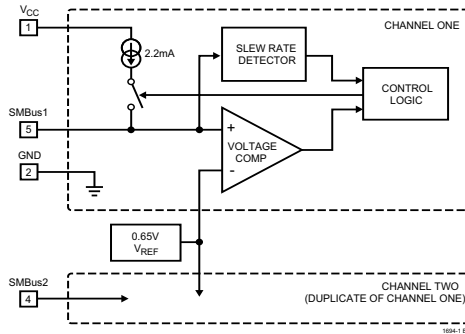 VCC
1
CHANNEL ONE
2.2mA
SLEW RATE
DETECTOR
CONTROL
LOGIC
SMBus1
5
+
VOLTAGE
COMP
-
GND
2
0.65V
VREF
SMBus2
4
CHANNEL TWO
(DUPLICATE OF CHANNEL ONE)